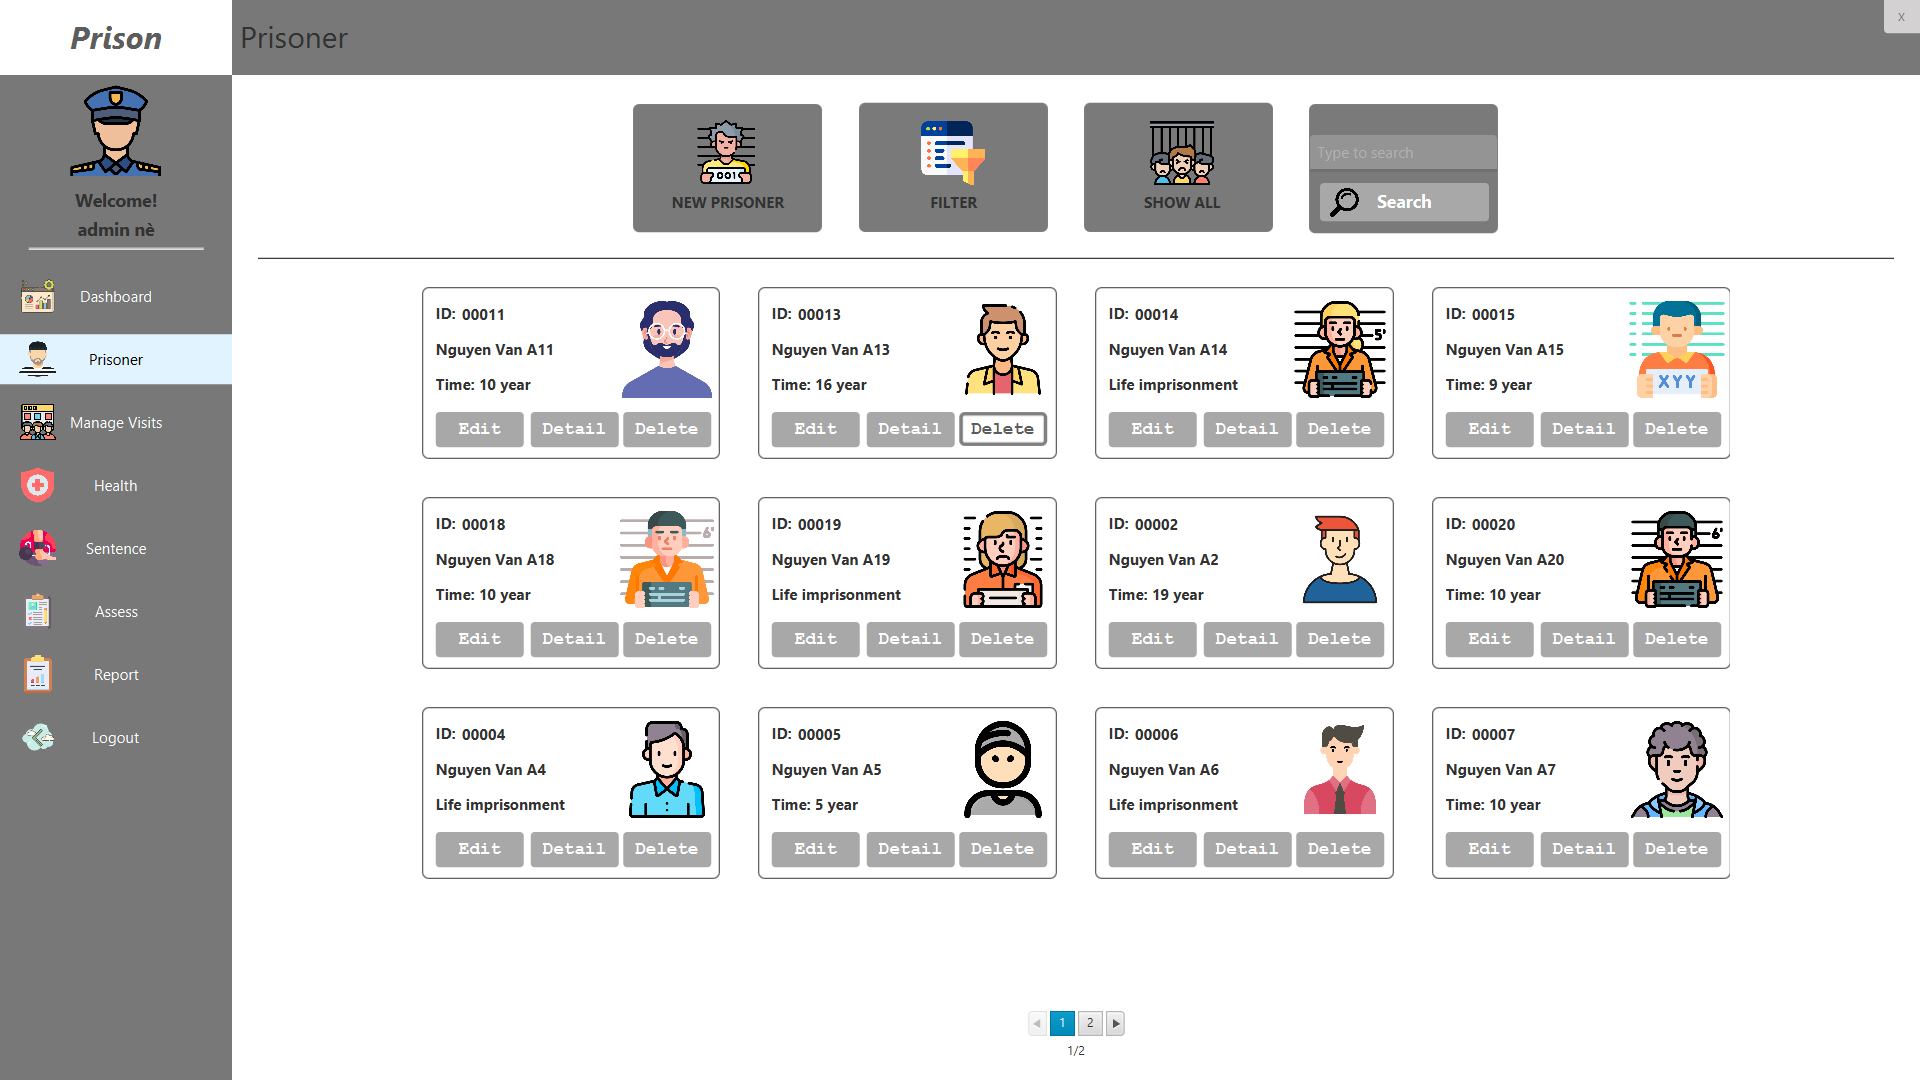 Prison
Prisoner
x
Welcome!
admin nè
Dashboard
Prisoner
Manage Visits
Health
Sentence
Assess
Report
Logout
0010
NEW PRISONER
FILTER
SHOW ALL
Type to search
Search
ID: 00011
Nguyen Van A11
Time: 10 year
Edit Detail Delete
ID: 00013
Nguyen Van A13
Time: 16 year
Edit Detail Delete
ID: 00014
Nguyen Van A14
Life imprisonment
5'
Edit Detail Delete
ID: 00015
Nguyen Van A15
Time: 9 year
XYY
Edit Detail Delete
ID: 00018
Nguyen Van A18
Time: 10 year
6'
Edit Detail Delete
ID: 00019
Nguyen Van A19
Life imprisonment
Edit Detail Delete
ID: 00002
Nguyen Van A2
Time: 19 year
Edit Detail Delete
ID: 00020
Nguyen Van A20
Time: 10 year
6'
Edit Detail Delete
ID: 00004
Nguyen Van A4
Life imprisonment
Edit Detail Delete
ID: 00005
Nguyen Van A5
Time: 5 year
Edit Detail Delete
ID: 00006
Nguyen Van A6
Life imprisonment
Edit Detail Delete
ID: 00007
Nguyen Van A7
Time: 10 year
Edit Detail Delete
1 2
1/2